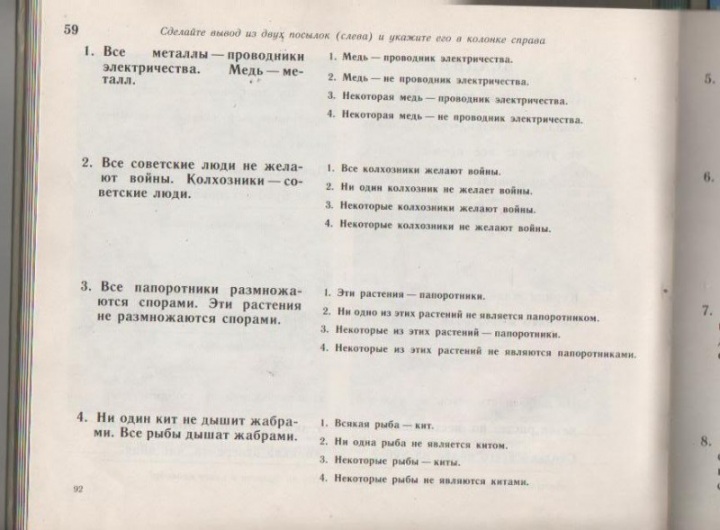 59
Сделайте вывод из двух посылок (слева) и укажите его в колонке справа
1. Все металлы — проводники
электричества. Медь — ме-
талл.
1. Медь — проводник электричества.
2. Медь — не проводник электричества.
3. Некоторая медь — проводник электричества.
4. Некоторая медь — не проводник электричества.
2. Все советские люди не жела-
ют войны. Колхозники — со-
ветские люди.
1. Все колхозники желают войны.
2. Ни один колхозник не желает войны.
3. Некоторые колхозники желают войны.
4. Некоторые колхозники не желают войны.
3. Все папоротники размножа-
ются спорами. Эти растения
не размножаются спорами.
1. Эти растения — папоротники.
2. Ни одно из этих растений не является папоротником.
3. Некоторые из этих растений — папоротники.
4. Некоторые из этих растений не являются папоротниками.
4. Ни один кит не дышит жабра-
ми. Все рыбы дышат жабрами.
1. Всякая рыба — кит.
2. Ни одна рыба не является китом.
3. Некоторые рыбы — киты.
4. Некоторые рыбы не являются китами.
92
5.
6.
7.
8.